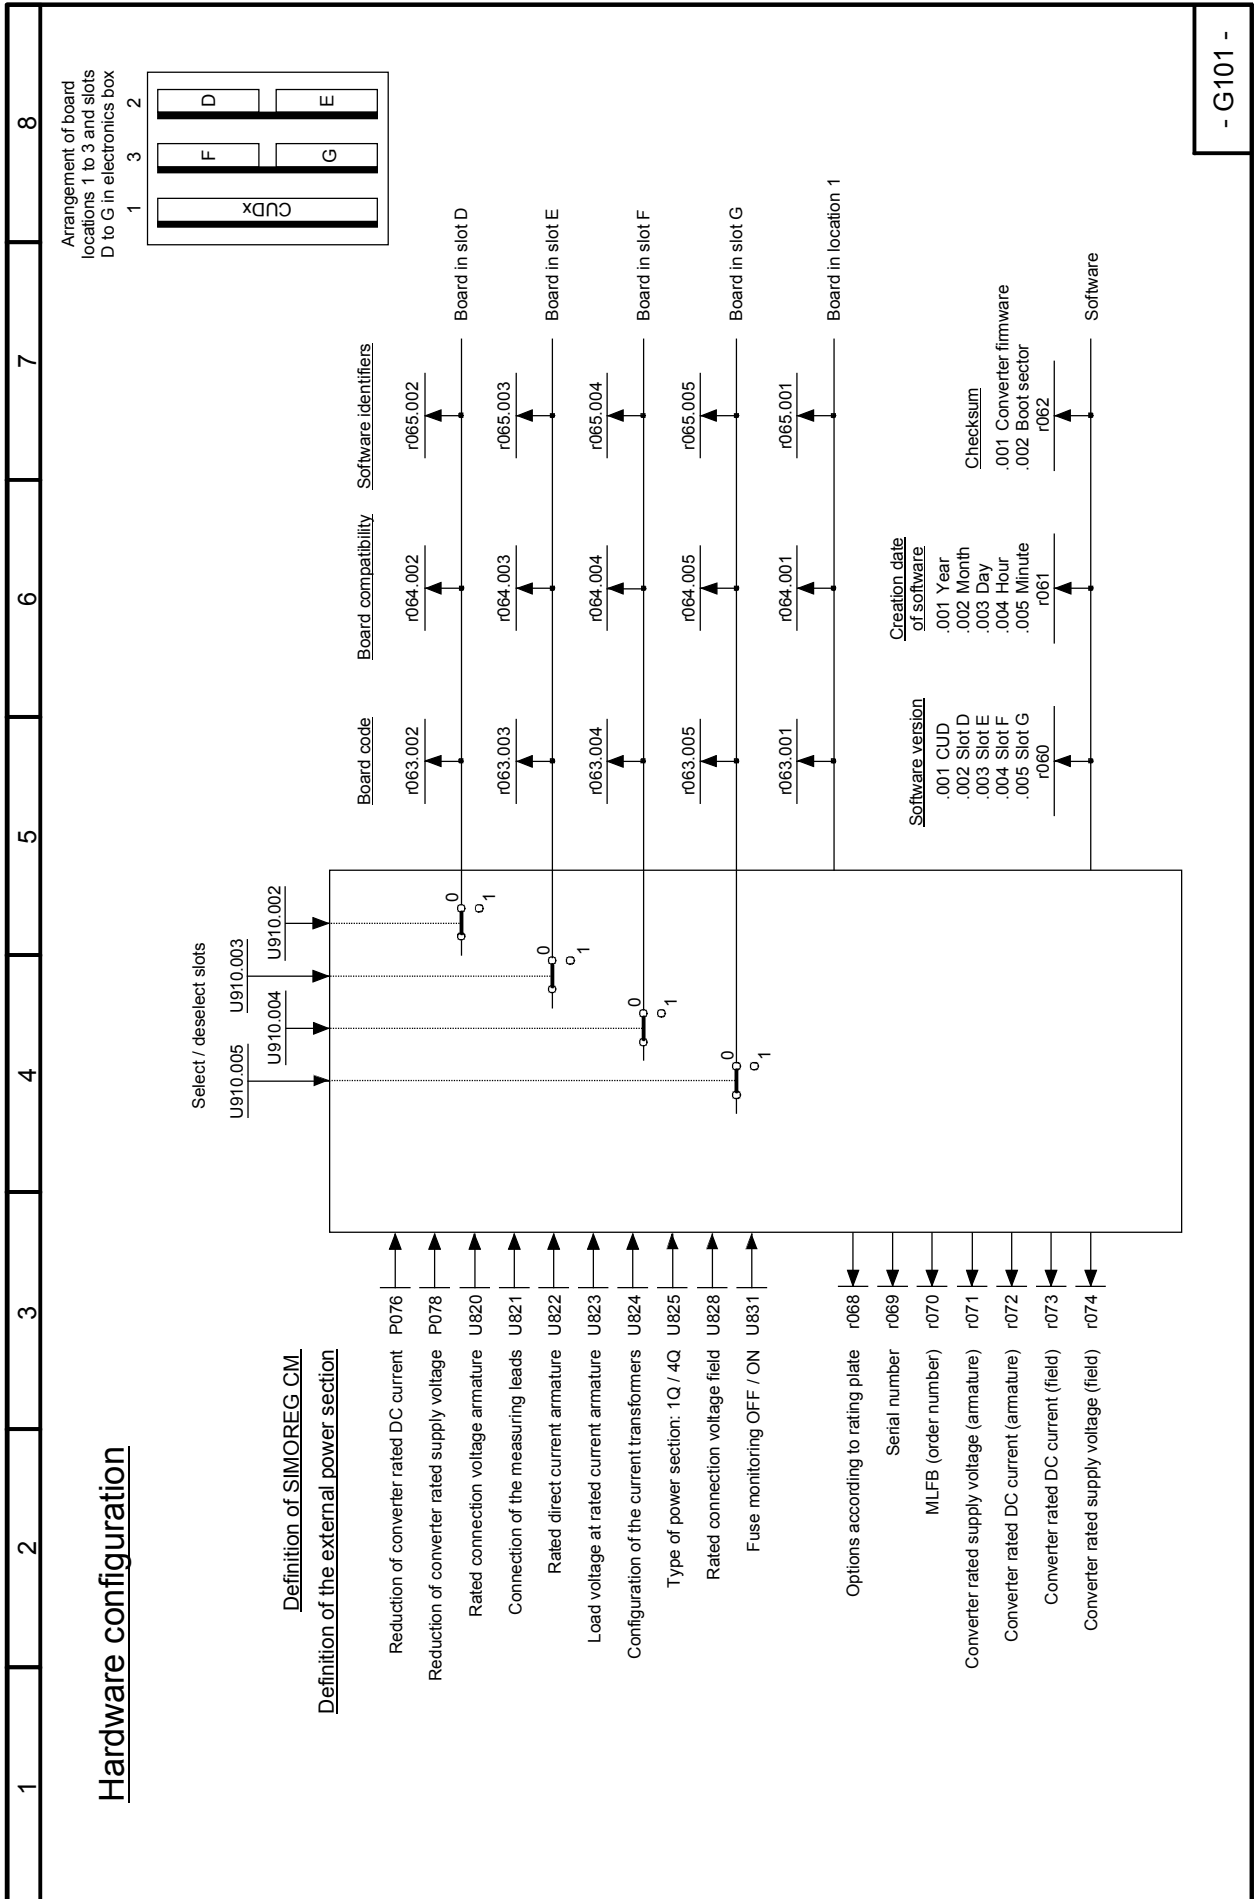 1 2 3 4 5 6 7 8
Hardware configuration
Arrangement of board
locations 1 to 3 and slots
D to G in electronics box
1 3 2
CUDx
F
G
D
E
Definition of SIMOREG CM
Definition of the external power section
Select / deselect slots
U910.005
U910.003
U910.004
U910.002
Reduction of converter rated DC current P076
Reduction of converter rated supply voltage P078
Rated connection voltage armature U820
Connection of the measuring leads U821
Rated direct current armature U822
Load voltage at rated current armature U823
Configuration of the current transformers U824
Type of power section: 1Q / 4Q U825
Rated connection voltage field U828
Fuse monitoring OFF / ON U831
Options according to rating plate r068
Serial number r069
MLFB (order number) r070
Converter rated supply voltage (armature) r071
Converter rated DC current (armature) r072
Converter rated DC current (field) r073
Converter rated supply voltage (field) r074
0
1
0
1
0
1
0
1
Board code Board compatibility Software identifiers
r063.002 r064.002 r065.002
Board in slot D
r063.003 r064.003 r065.003
Board in slot E
r063.004 r064.004 r065.004
Board in slot F
r063.005 r064.005 r065.005
Board in slot G
r063.001 r064.001 r065.001
Board in location 1
Software version
.001 CUD
.002 Slot D
.003 Slot E
.004 Slot F
.005 Slot G
r060
Creation date
of software
.001 Year
.002 Month
.003 Day
.004 Hour
.005 Minute
r061
Checksum
.001 Converter firmware
.002 Boot sector
r062
Software
- G101 -